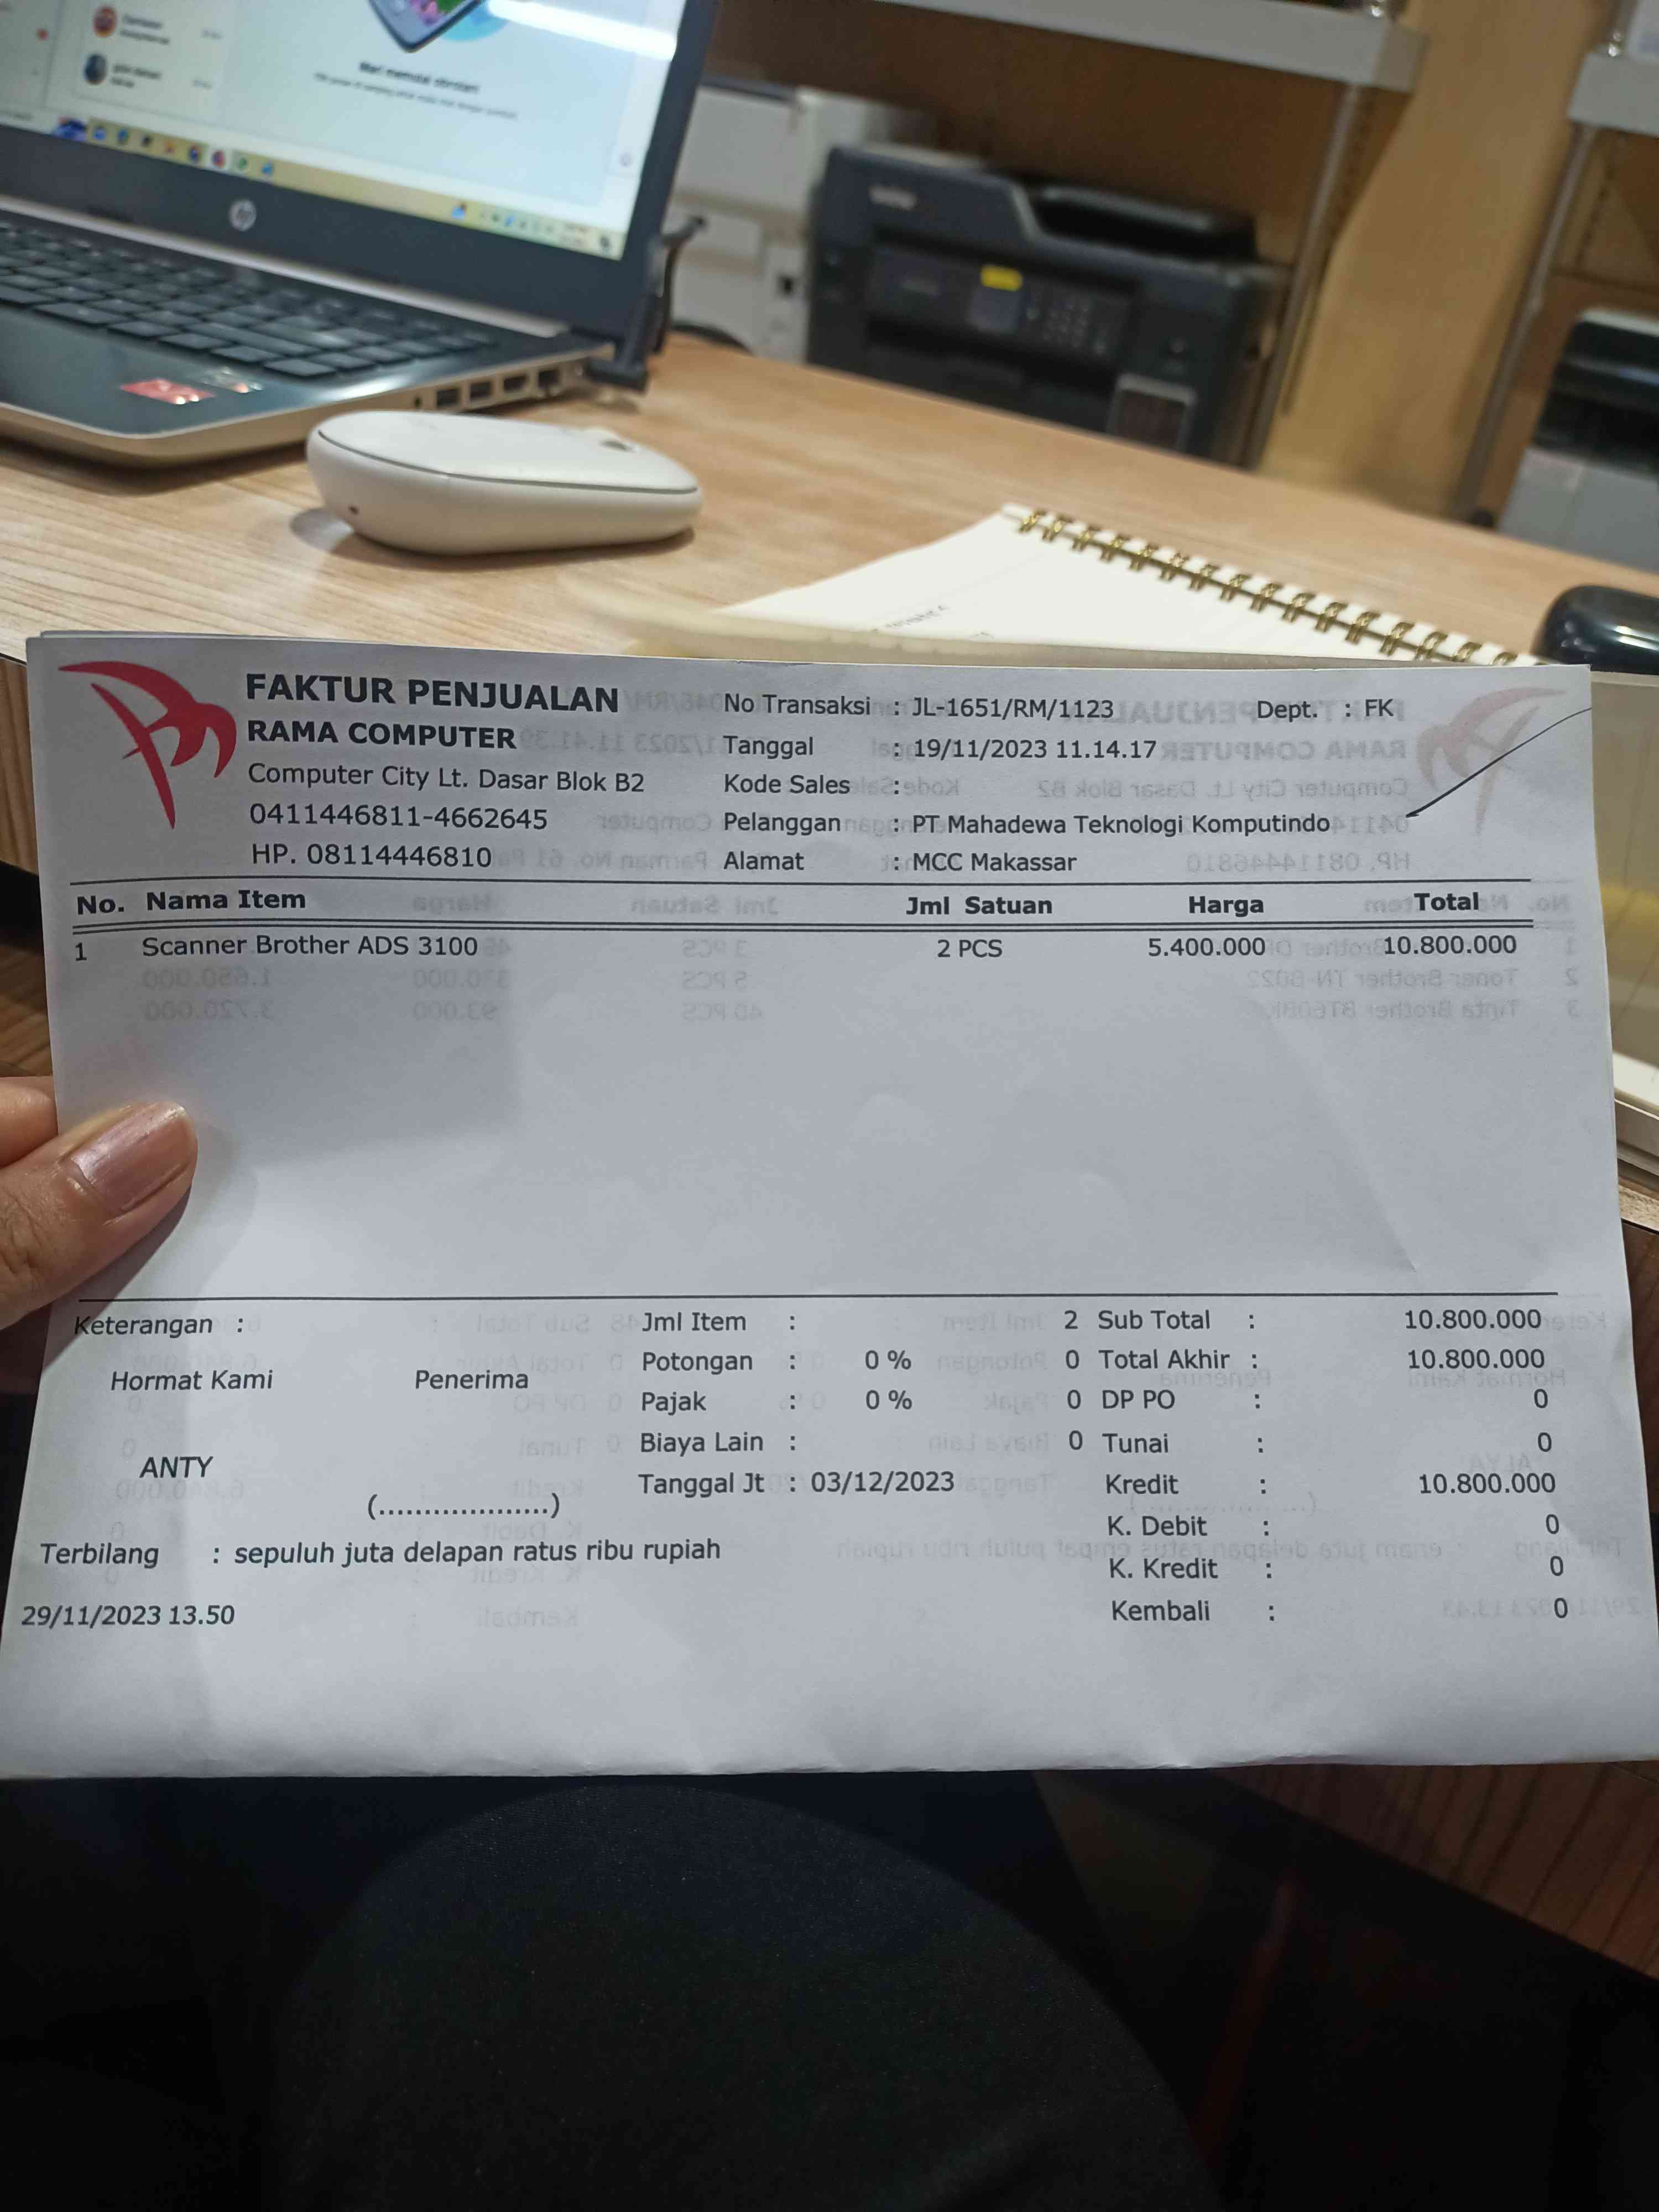 Mari memulai obrolan!
hp
brother
FAKTUR PENJUALAN
RAMA COMPUTER
Computer City Lt. Dasar Blok B2
0411446811-4662645
HP. 08114446810
No Transaksi : JL-1651/RM/1123 Dept. : FK
Tanggal : 19/11/2023 11.14.17
Kode Sales :
Pelanggan : PT Mahadewa Teknologi Komputindo
Alamat : MCC Makassar
No. Nama Item Jml Satuan Harga Total
1 Scanner Brother ADS 3100 2 PCS 5.400.000 10.800.000
Keterangan :
Hormat Kami Penerima
ANTY
(...................)
Jml Item : 2
Potongan : 0 % 0
Pajak : 0 % 0
Biaya Lain : 0
Tanggal Jt : 03/12/2023
Sub Total : 10.800.000
Total Akhir : 10.800.000
DP PO : 0
Tunai : 0
Kredit : 10.800.000
K. Debit : 0
K. Kredit : 0
Kembali : 0
Terbilang : sepuluh juta delapan ratus ribu rupiah
29/11/2023 13.50